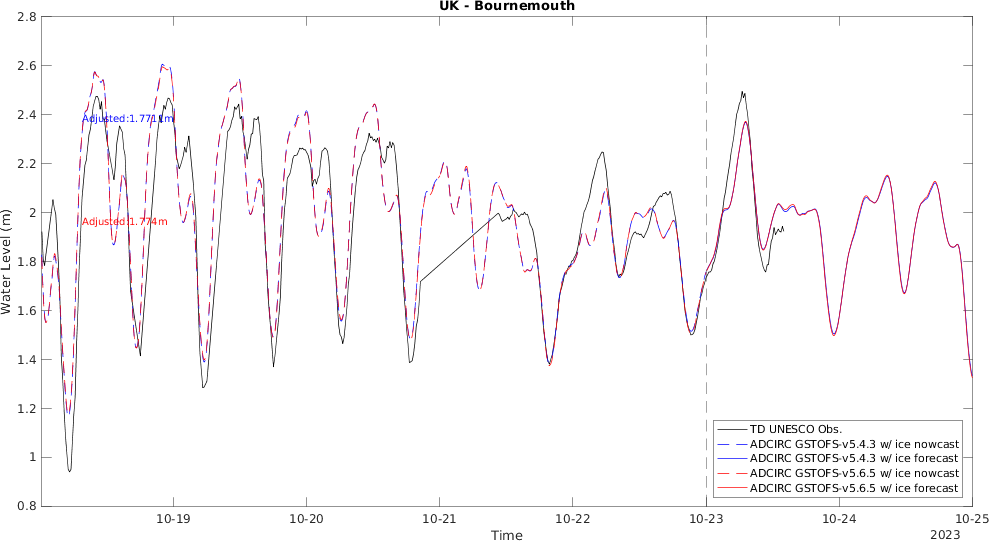 UK - Bournemouth
2.8
2.6
2.4
2.2
2
1.8
1.6
1.4
1.2
1
0.8
Water Level (m)
Adjusted:1.7711m
Adjusted:1.774m
TD UNESCO Obs.
ADCIRC GSTOFS-v5.4.3 w/ ice nowcast
ADCIRC GSTOFS-v5.4.3 w/ ice forecast
ADCIRC GSTOFS-v5.6.5 w/ ice nowcast
ADCIRC GSTOFS-v5.6.5 w/ ice forecast
10-19
10-20
10-21
10-22
10-23
10-24
10-25
Time
2023